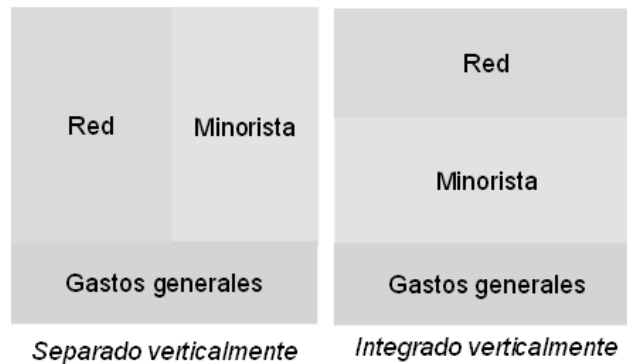 Red
Minorista
Gastos generales
Separado verticalmente
Red
Minorista
Gastos generales
Integrado verticalmente